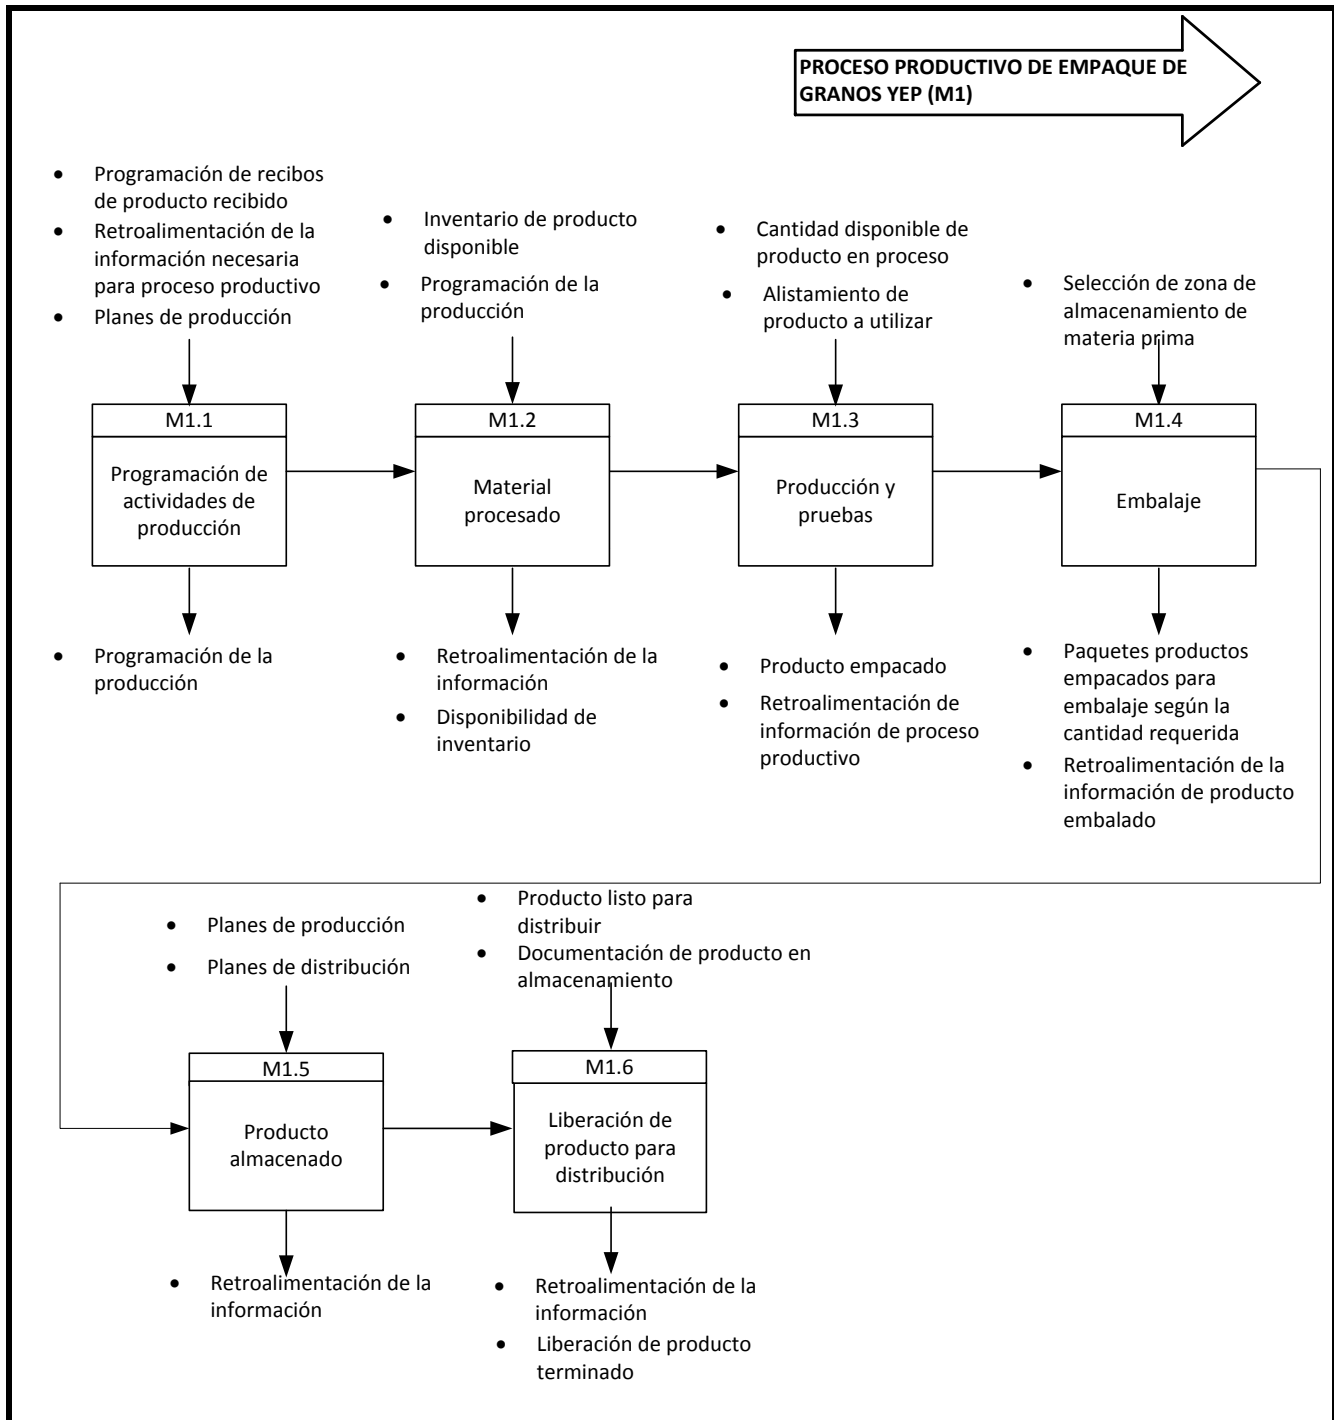 PROCESO PRODUCTIVO DE EMPAQUE DE
GRANOS YEP (M1)
• Programación de recibos
de producto recibido
• Retroalimentación de la
información necesaria
para proceso productivo
• Planes de producción
• Inventario de producto
disponible
• Programación de la
producción
• Cantidad disponible de
producto en proceso
• Alistamiento de
producto a utilizar
• Selección de zona de
almacenamiento de
materia prima
M1.1
Programación de
actividades de
producción
M1.2
Material
procesado
M1.3
Producción y
pruebas
M1.4
Embalaje
• Programación de la
producción
• Retroalimentación de la
información
• Disponibilidad de
inventario
• Producto empacado
• Retroalimentación de
información de proceso
productivo
• Paquetes productos
empacados para
embalaje según la
cantidad requerida
• Retroalimentación de la
información de producto
embalado
• Planes de producción
• Planes de distribución
• Producto listo para
distribuir
• Documentación de producto en
almacenamiento
M1.5
Producto
almacenado
M1.6
Liberación de
producto para
distribución
• Retroalimentación de la
información
• Retroalimentación de la
información
• Liberación de producto
terminado